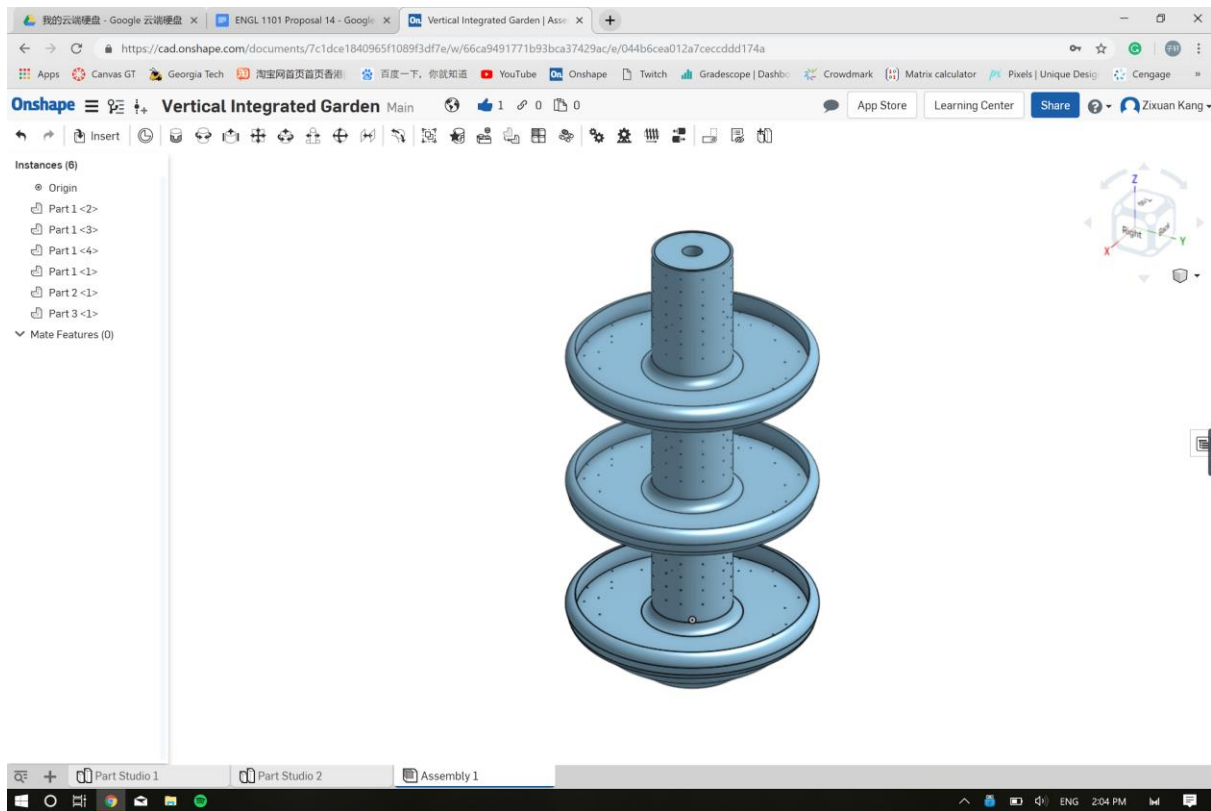 我的云端硬盘 - Google 云端硬盘
ENGL 1101 Proposal 14 - Google
Vertical Integrated Garden | Asse
https://cad.onshape.com/documents/7c1dce1840965f1089f3df7e/w/66ca9491771b93bca37429ac/e/044b6cea012a7ceccddd174a
Apps Canvas GT Georgia Tech 淘宝网首页首页香港 百度一下，你就知道 YouTube On Onshape Twitch Gradescope | Dashbo Crowdmark Matrix calculator Pixels | Unique Desig Cengage »
Onshape Vertical Integrated Garden Main 1 0 0 App Store Learning Center Share Zixuan Kang
Insert
Instances (6)
Origin
Part 1 <2>
Part 1 <3>
Part 1 <4>
Part 1 <1>
Part 2 <1>
Part 3 <1>
Mate Features (0)
Z
Right Back
X Y
Part Studio 1 Part Studio 2 Assembly 1
ENG 2:04 PM